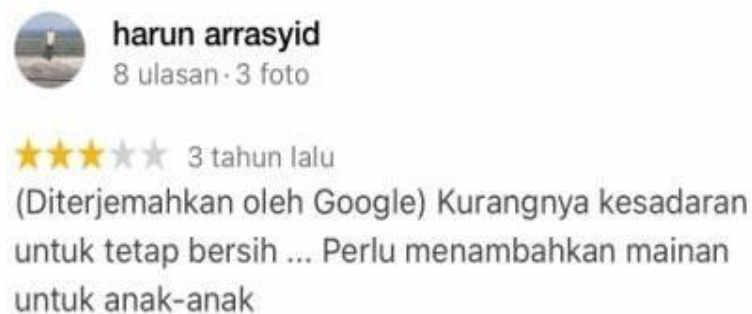 harun arrasyid
8 ulasan · 3 foto
3 tahun lalu
(Diterjemahkan oleh Google) Kurangnya kesadaran
untuk tetap bersih ... Perlu menambahkan mainan
untuk anak-anak